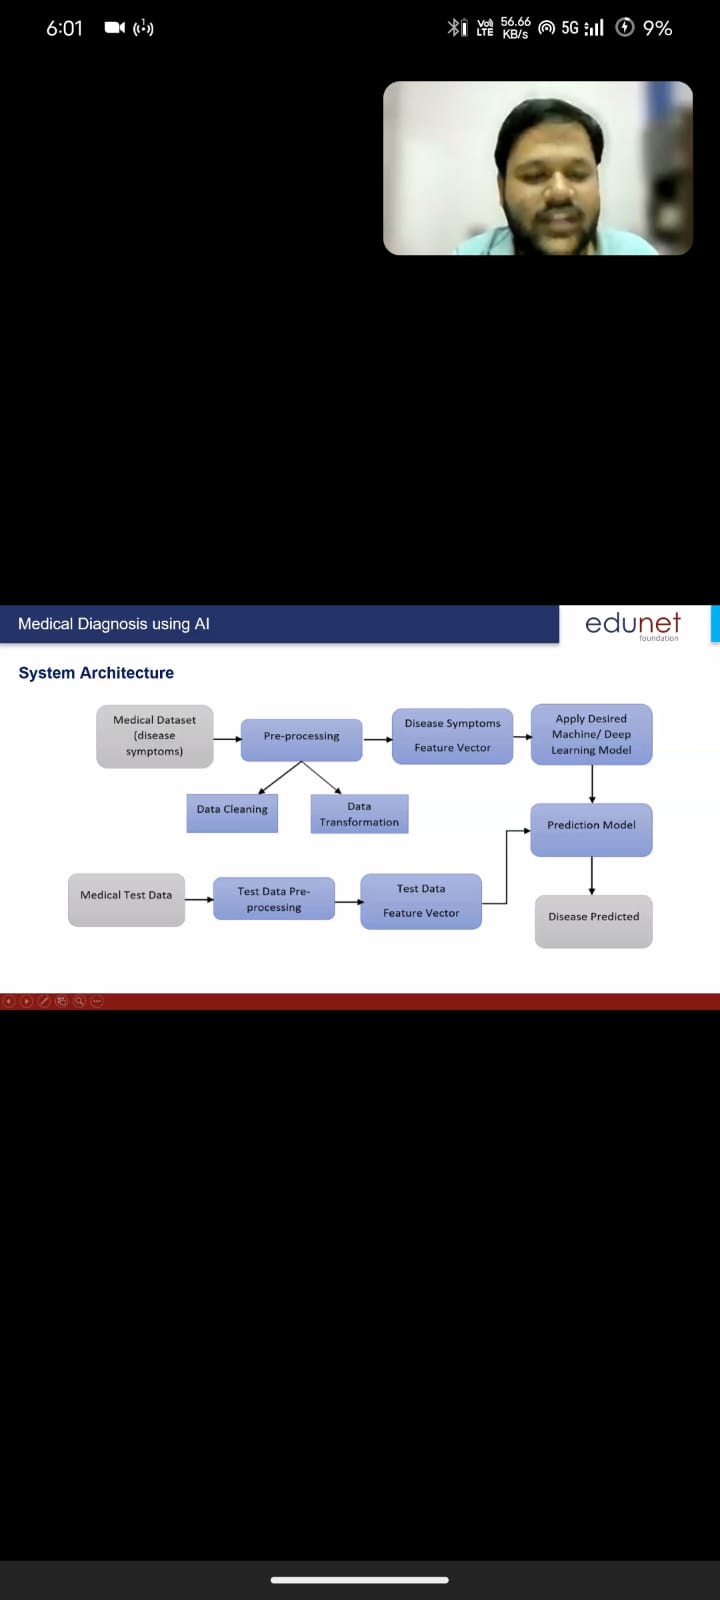 6:01
Vo) LTE 56.66 KB/s 5G 9%
Medical Diagnosis using AI
edunet
foundation
System Architecture
Medical Dataset
(disease
symptoms)
Pre-processing
Disease Symptoms
Feature Vector
Apply Desired
Machine/ Deep
Learning Model
Data Cleaning
Data
Transformation
Prediction Model
Medical Test Data
Test Data Pre-
processing
Test Data
Feature Vector
Disease Predicted